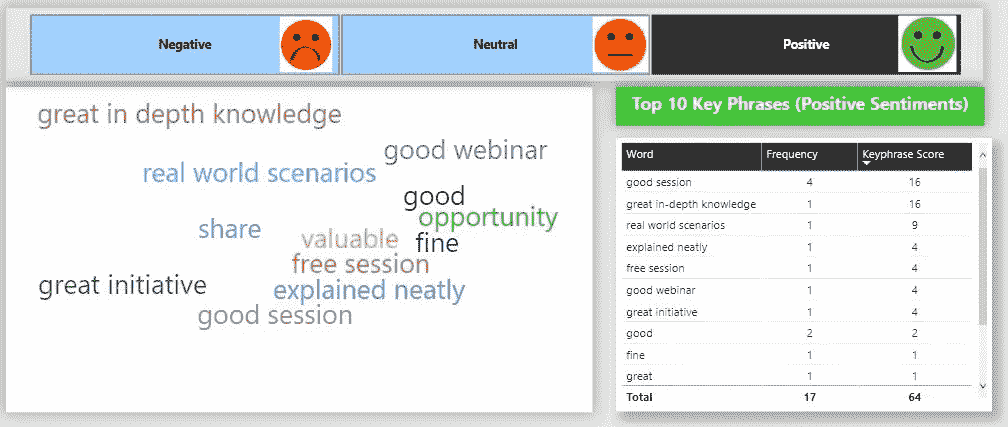 Negative Neutral Positive
great in depth knowledge
good webinar
real world scenarios
good
opportunity
share
valuable
fine
free session
great initiative
explained neatly
good session
Top 10 Key Phrases (Positive Sentiments)
Word Frequency Keyphrase Score
good session 4 16
great in-depth knowledge 1 16
real world scenarios 1 9
explained neatly 1 4
free session 1 4
good webinar 1 4
great initiative 1 4
good 2 2
fine 1 1
great 1 1
Total 17 64